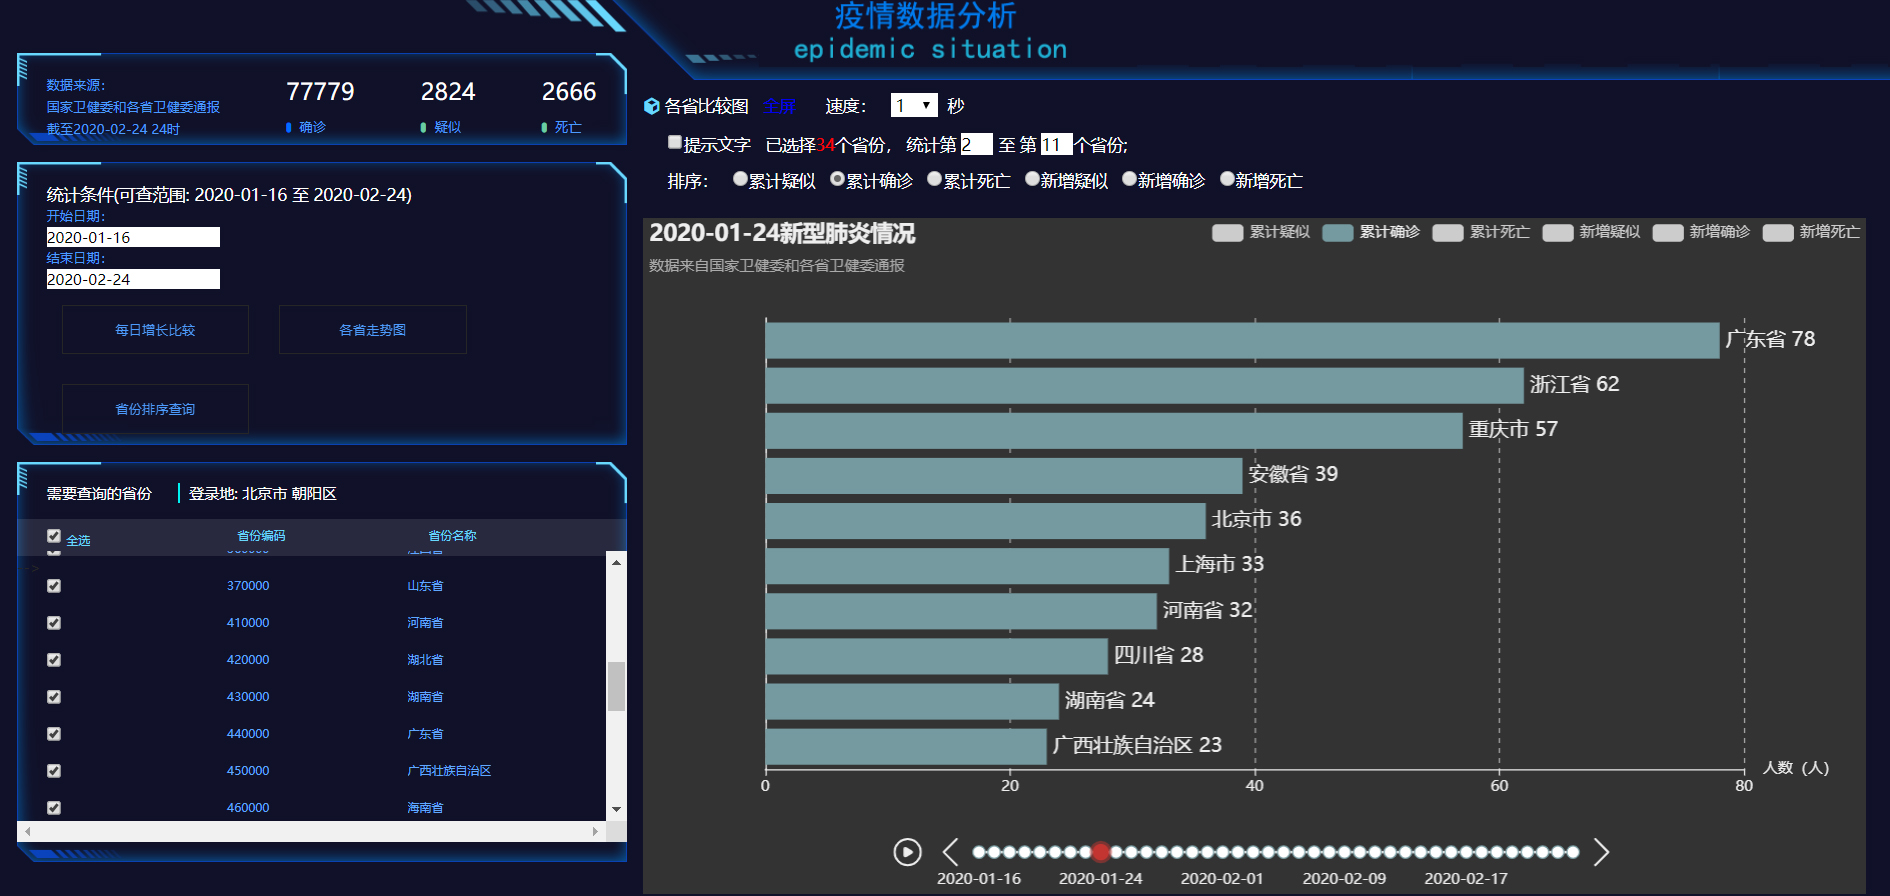 疫情数据分析
epidemic situation
数据来源:
国家卫健委和各省卫健委通报
截至2020-02-24 24时
77779
确诊
2824
疑似
2666
死亡
统计条件(可查范围: 2020-01-16 至 2020-02-24)
开始日期:
2020-01-16
结束日期:
2020-02-24
每日增长比较
各省走势图
省份排序查询
需要查询的省份
登录地: 北京市 朝阳区
全选 省份编码 省份名称
-->
370000 山东省
410000 河南省
420000 湖北省
430000 湖南省
440000 广东省
450000 广西壮族自治区
460000 海南省
各省比较图 全屏 速度: 1 秒
提示文字 已选择34个省份, 统计第 2 至 第 11 个省份;
排序: 累计疑似 累计确诊 累计死亡 新增疑似 新增确诊 新增死亡
2020-01-24新型肺炎情况
数据来自国家卫健委和各省卫健委通报
累计疑似 累计确诊 累计死亡 新增疑似 新增确诊 新增死亡
广东省 78
浙江省 62
重庆市 57
安徽省 39
北京市 36
上海市 33
河南省 32
四川省 28
湖南省 24
广西壮族自治区 23
人数（人）
0 20 40 60 80
2020-01-16 2020-01-24 2020-02-01 2020-02-09 2020-02-17